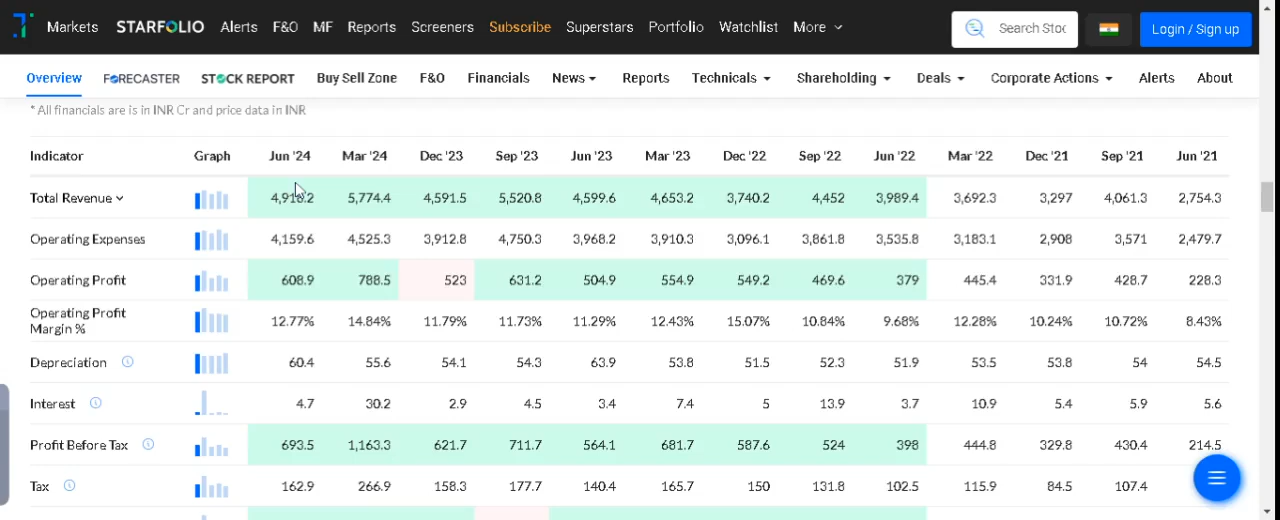 Markets STARFOLIO Alerts F&O MF Reports Screeners Subscribe Superstars Portfolio Watchlist More Search Stoc Login / Sign up
Overview FORECASTER STOCK REPORT Buy Sell Zone F&O Financials News Reports Technicals Shareholding Deals Corporate Actions Alerts About
* All financials are is in INR Cr and price data in INR
Indicator Graph Jun '24 Mar '24 Dec '23 Sep '23 Jun '23 Mar '23 Dec '22 Sep '22 Jun '22 Mar '22 Dec '21 Sep '21 Jun '21
Total Revenue 4,918.2 5,774.4 4,591.5 5,520.8 4,599.6 4,653.2 3,740.2 4,452 3,989.4 3,692.3 3,297 4,061.3 2,754.3
Operating Expenses 4,159.6 4,525.3 3,912.8 4,750.3 3,968.2 3,910.3 3,096.1 3,861.8 3,535.8 3,183.1 2,908 3,571 2,479.7
Operating Profit 608.9 788.5 523 631.2 504.9 554.9 549.2 469.6 379 445.4 331.9 428.7 228.3
Operating Profit
Margin % 12.77% 14.84% 11.79% 11.73% 11.29% 12.43% 15.07% 10.84% 9.68% 12.28% 10.24% 10.72% 8.43%
Depreciation 60.4 55.6 54.1 54.3 63.9 53.8 51.5 52.3 51.9 53.5 53.8 54 54.5
Interest 4.7 30.2 2.9 4.5 3.4 7.4 5 13.9 3.7 10.9 5.4 5.9 5.6
Profit Before Tax 693.5 1,163.3 621.7 711.7 564.1 681.7 587.6 524 398 444.8 329.8 430.4 214.5
Tax 162.9 266.9 158.3 177.7 140.4 165.7 150 131.8 102.5 115.9 84.5 107.4